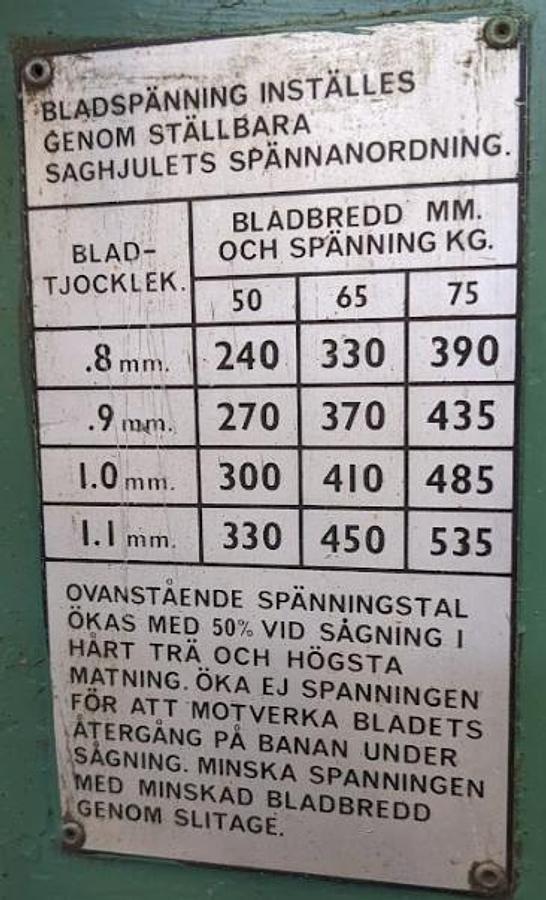 BLADSPÄNNING INSTÄLLES
GENOM STÄLLBARA
SAGHJULETS SPÄNNANORDNING.
BLADBREDD MM.
OCH SPÄNNING KG.
BLAD-
TJOCKLEK.
50 65 75
.8 mm. 240 330 390
.9 mm. 270 370 435
1.0 mm. 300 410 485
1.1 mm. 330 450 535
OVANSTÅENDE SPÄNNINGSTAL
ÖKAS MED 50% VID SÅGNING I
HÅRT TRÄ OCH HÖGSTA
MATNING. ÖKA EJ SPANNINGEN
FÖR ATT MOTVERKA BLADETS
ÅTERGÅNG PÅ BANAN UNDER
SÅGNING. MINSKA SPANNINGEN
MED MINSKAD BLADBREDD
GENOM SLITAGE.